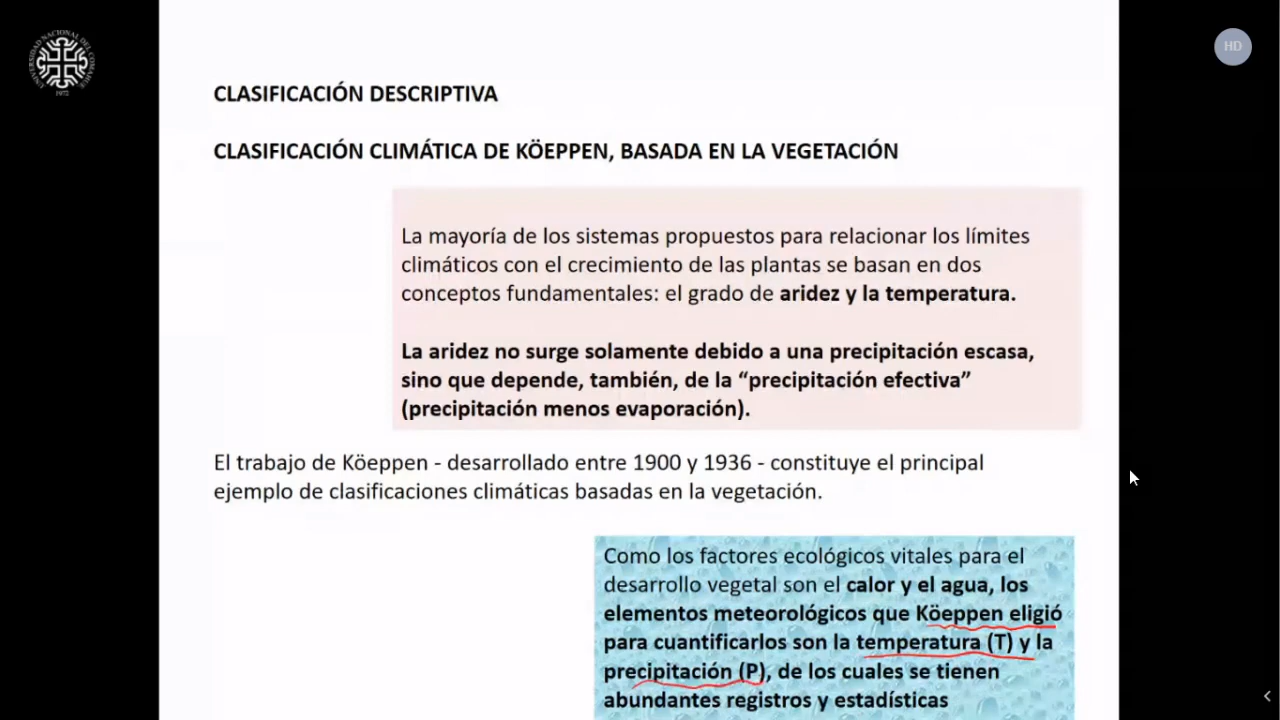 UNIVERSIDAD NACIONAL DEL COMAHUE
1972
HD
CLASIFICACIÓN DESCRIPTIVA
CLASIFICACIÓN CLIMÁTICA DE KÖEPPEN, BASADA EN LA VEGETACIÓN
La mayoría de los sistemas propuestos para relacionar los límites
climáticos con el crecimiento de las plantas se basan en dos
conceptos fundamentales: el grado de aridez y la temperatura.
La aridez no surge solamente debido a una precipitación escasa,
sino que depende, también, de la “precipitación efectiva”
(precipitación menos evaporación).
El trabajo de Köeppen - desarrollado entre 1900 y 1936 - constituye el principal
ejemplo de clasificaciones climáticas basadas en la vegetación.
Como los factores ecológicos vitales para el
desarrollo vegetal son el calor y el agua, los
elementos meteorológicos que Köeppen eligió
para cuantificarlos son la temperatura (T) y la
precipitación (P), de los cuales se tienen
abundantes registros y estadísticas